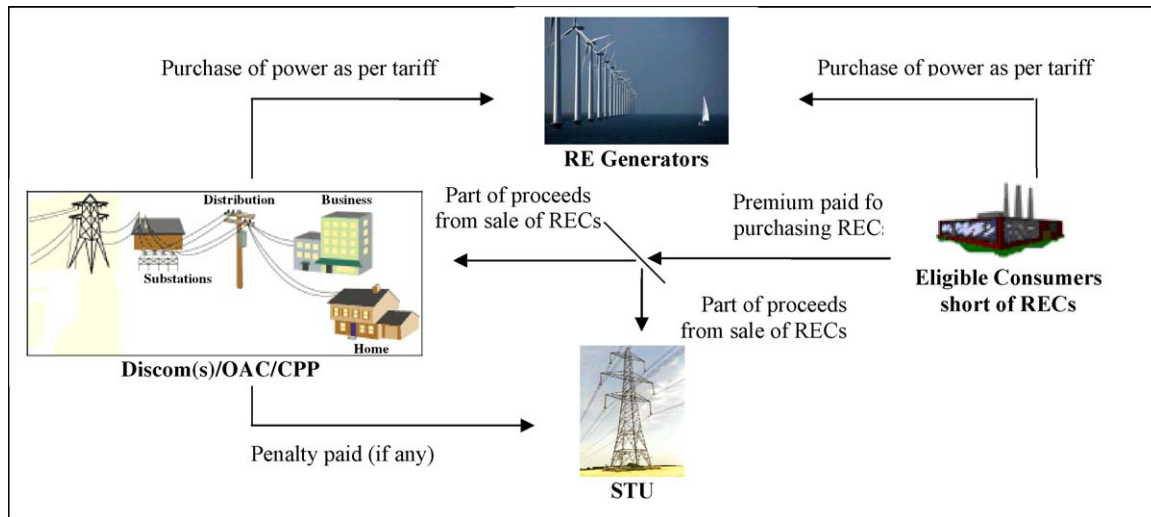 Purchase of power as per tariff
Purchase of power as per tariff
RE Generators
Part of proceeds
from sale of RECs
Premium paid fo
purchasing REC
Distribution
Business
Substations
Home
Discom(s)/OAC/CPP
Eligible Consumers
short of RECs
Part of proceeds
from sale of RECs
Penalty paid (if any)
STU